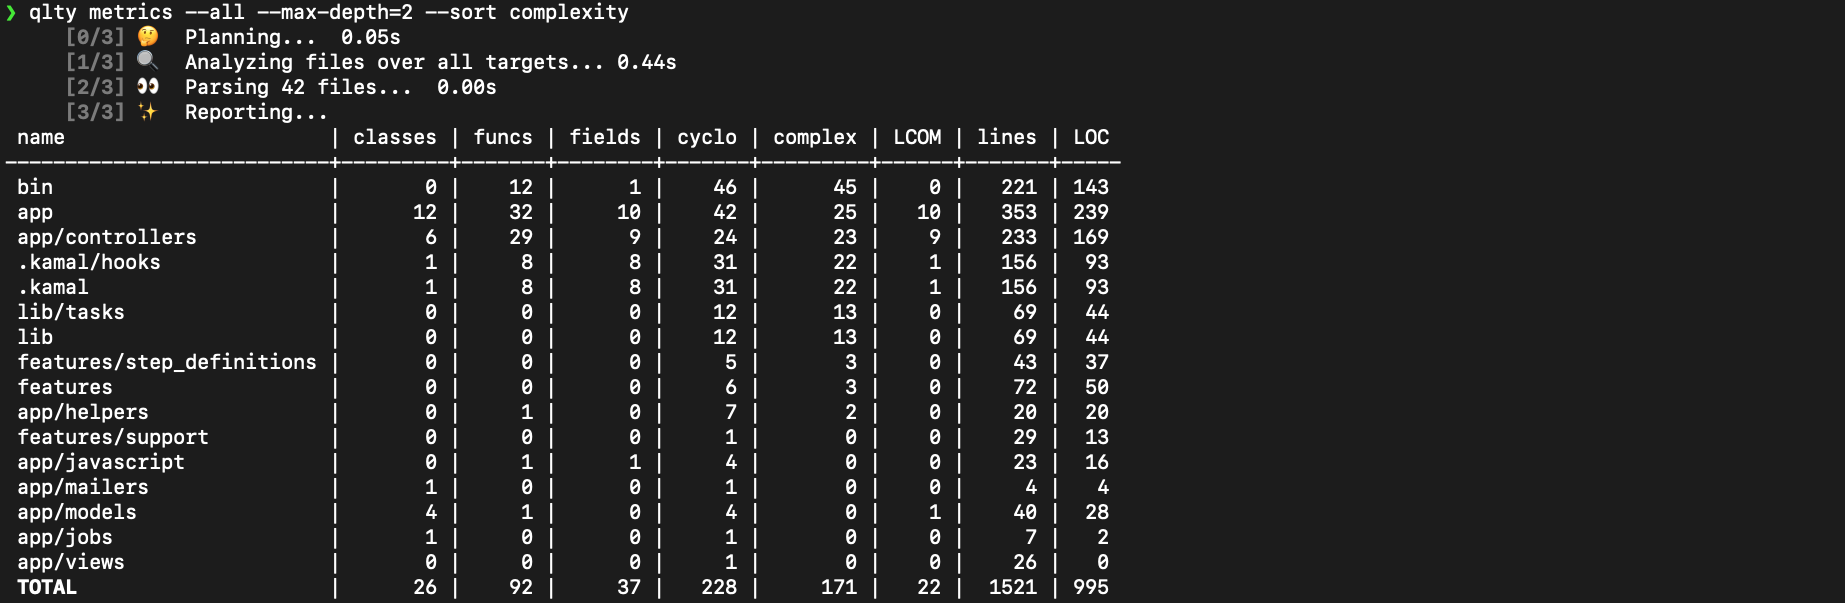 ❯ qlty metrics --all --max-depth=2 --sort complexity
[0/3] 🤔 Planning... 0.05s
[1/3] 🔍 Analyzing files over all targets... 0.44s
[2/3] 👀 Parsing 42 files... 0.00s
[3/3] ✨ Reporting...
name | classes | funcs | fields | cyclo | complex | LCOM | lines | LOC
---------------------------+---------+-------+--------+-------+---------+------+-------+-----
bin | 0 | 12 | 1 | 46 | 45 | 0 | 221 | 143
app | 12 | 32 | 10 | 42 | 25 | 10 | 353 | 239
app/controllers | 6 | 29 | 9 | 24 | 23 | 9 | 233 | 169
.kamal/hooks | 1 | 8 | 8 | 31 | 22 | 1 | 156 | 93
.kamal | 1 | 8 | 8 | 31 | 22 | 1 | 156 | 93
lib/tasks | 0 | 0 | 0 | 12 | 13 | 0 | 69 | 44
lib | 0 | 0 | 0 | 12 | 13 | 0 | 69 | 44
features/step_definitions | 0 | 0 | 0 | 5 | 3 | 0 | 43 | 37
features | 0 | 0 | 0 | 6 | 3 | 0 | 72 | 50
app/helpers | 0 | 1 | 0 | 7 | 2 | 0 | 20 | 20
features/support | 0 | 0 | 0 | 1 | 0 | 0 | 29 | 13
app/javascript | 0 | 1 | 1 | 4 | 0 | 0 | 23 | 16
app/mailers | 1 | 0 | 0 | 1 | 0 | 0 | 4 | 4
app/models | 4 | 1 | 0 | 4 | 0 | 1 | 40 | 28
app/jobs | 1 | 0 | 0 | 1 | 0 | 0 | 7 | 2
app/views | 0 | 0 | 0 | 1 | 0 | 0 | 26 | 0
TOTAL | 26 | 92 | 37 | 228 | 171 | 22 | 1521 | 995